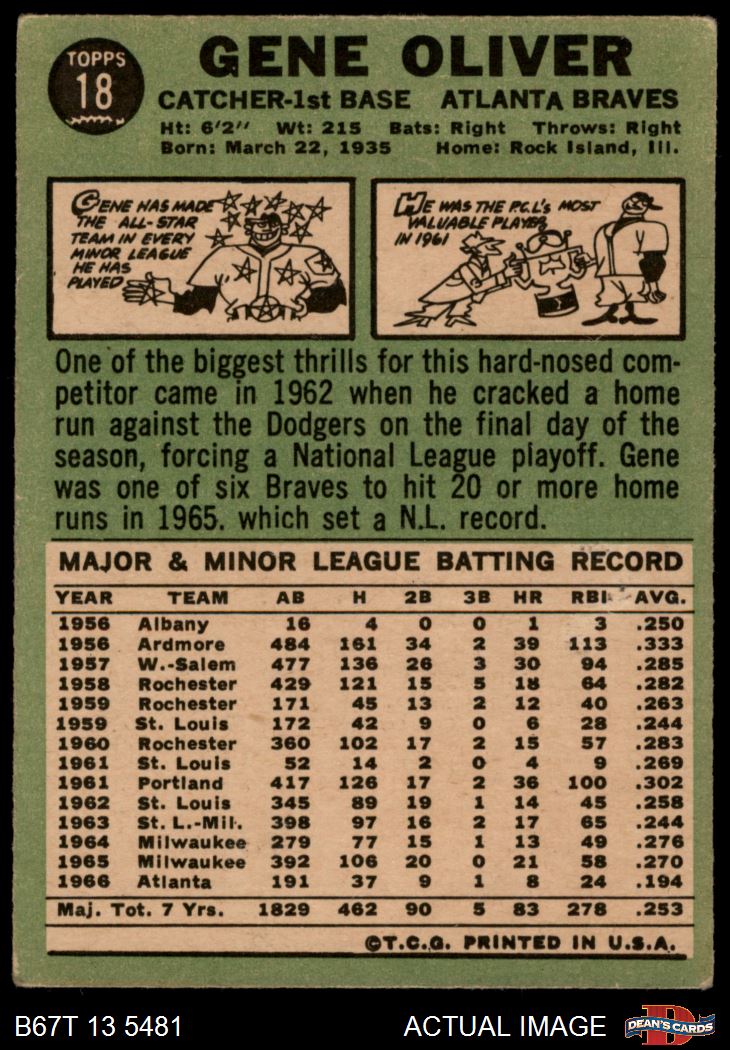 TOPPS
18
GENE OLIVER
CATCHER-1st BASE ATLANTA BRAVES
Ht: 6'2" Wt: 215 Bats: Right Throws: Right
Born: March 22, 1935 Home: Rock Island, Ill.
GENE HAS MADE
THE ALL-STAR
TEAM IN EVERY
MINOR LEAGUE
HE HAS
PLAYED
HE WAS THE P.C.L's MOST
VALUABLE PLAYER
IN 1961
One of the biggest thrills for this hard-nosed com-
petitor came in 1962 when he cracked a home
run against the Dodgers on the final day of the
season, forcing a National League playoff. Gene
was one of six Braves to hit 20 or more home
runs in 1965. which set a N.L. record.
MAJOR & MINOR LEAGUE BATTING RECORD
YEAR TEAM AB H 2B 3B HR RBI AVG.
1956 Albany 16 4 0 0 1 3 .250
1956 Ardmore 484 161 34 2 39 113 .333
1957 W.-Salem 477 136 26 3 30 94 .285
1958 Rochester 429 121 15 5 18 64 .282
1959 Rochester 171 45 13 2 12 40 .263
1959 St. Louis 172 42 9 0 6 28 .244
1960 Rochester 360 102 17 2 15 57 .283
1961 St. Louis 52 14 2 0 4 9 .269
1961 Portland 417 126 17 2 36 100 .302
1962 St. Louis 345 89 19 1 14 45 .258
1963 St. L.-Mil. 398 97 16 2 17 65 .244
1964 Milwaukee 279 77 15 1 13 49 .276
1965 Milwaukee 392 106 20 0 21 58 .270
1966 Atlanta 191 37 9 1 8 24 .194
Maj. Tot. 7 Yrs. 1829 462 90 5 83 278 .253
©T.C.G. PRINTED IN U.S.A.
B67T 13 5481 ACTUAL IMAGE
DEAN'S CARDS